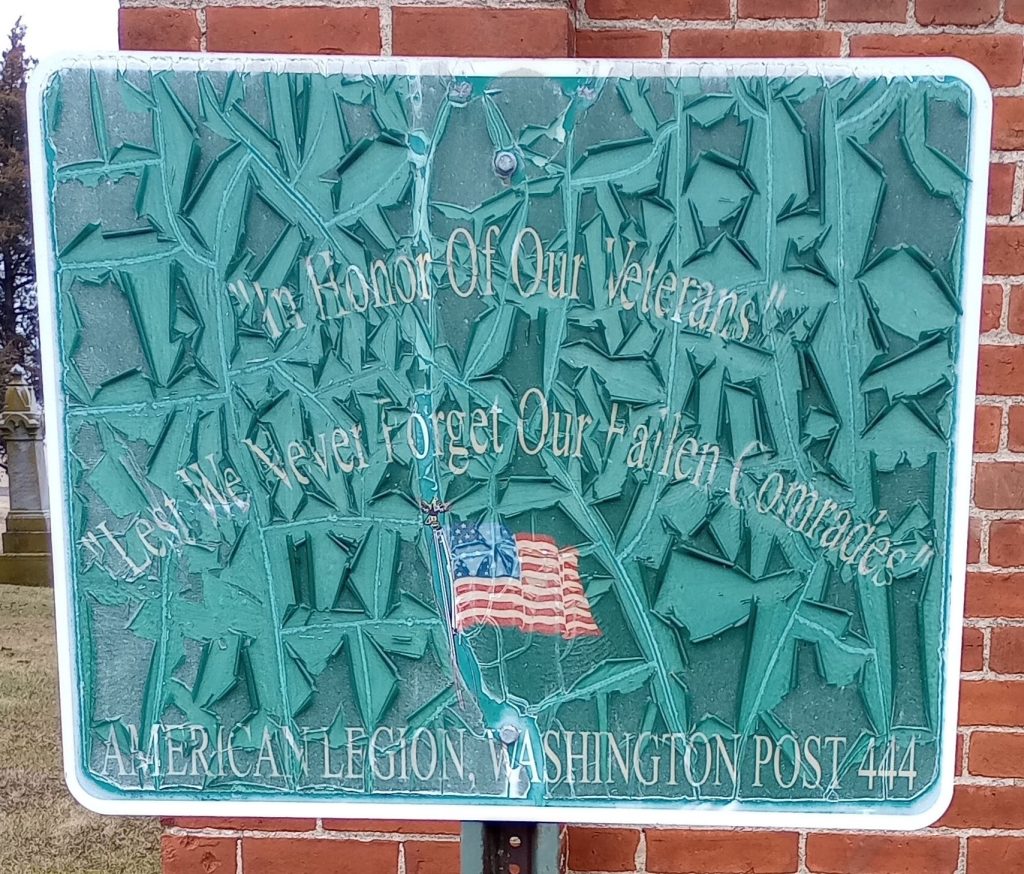 "In Honor Of Our Veterans"
"Lest We Never Forget Our Fallen Comrades"
AMERICAN LEGION, WASHINGTON POST 444